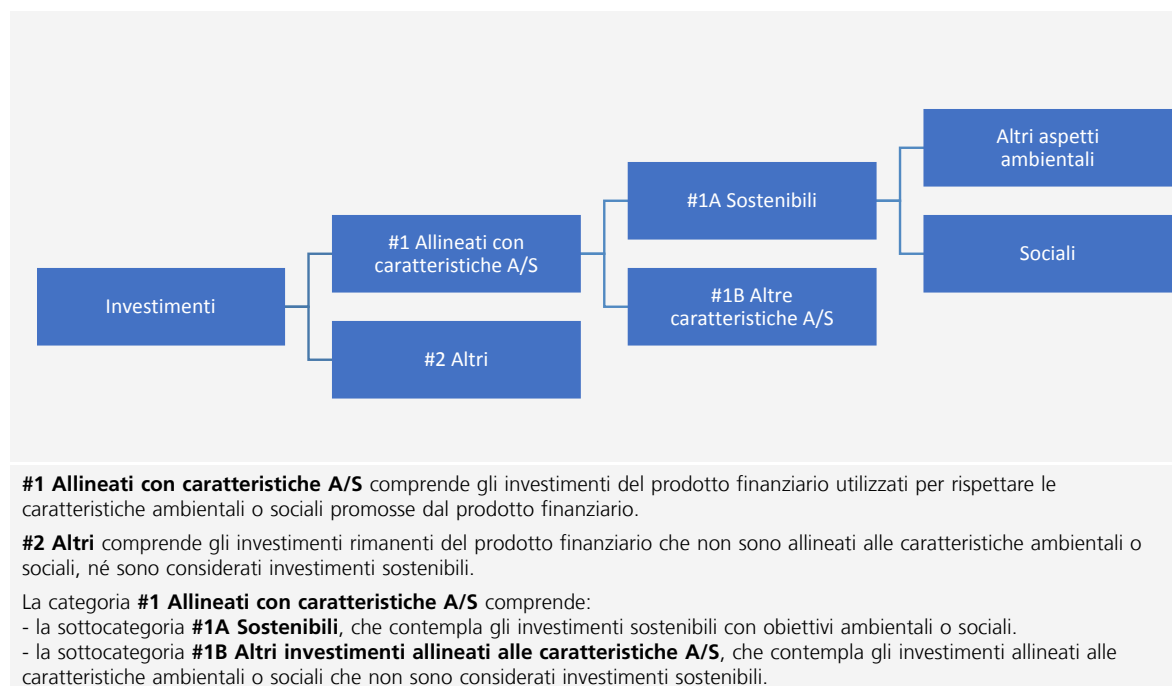 Investimenti
#1 Allineati con
caratteristiche A/S
#2 Altri
#1A Sostenibili
#1B Altre
caratteristiche A/S
Altri aspetti
ambientali
Sociali
#1 Allineati con caratteristiche A/S comprende gli investimenti del prodotto finanziario utilizzati per rispettare le
caratteristiche ambientali o sociali promosse dal prodotto finanziario.
#2 Altri comprende gli investimenti rimanenti del prodotto finanziario che non sono allineati alle caratteristiche ambientali o
sociali, né sono considerati investimenti sostenibili.
La categoria #1 Allineati con caratteristiche A/S comprende:
- la sottocategoria #1A Sostenibili, che contempla gli investimenti sostenibili con obiettivi ambientali o sociali.
- la sottocategoria #1B Altri investimenti allineati alle caratteristiche A/S, che contempla gli investimenti allineati alle
caratteristiche ambientali o sociali che non sono considerati investimenti sostenibili.